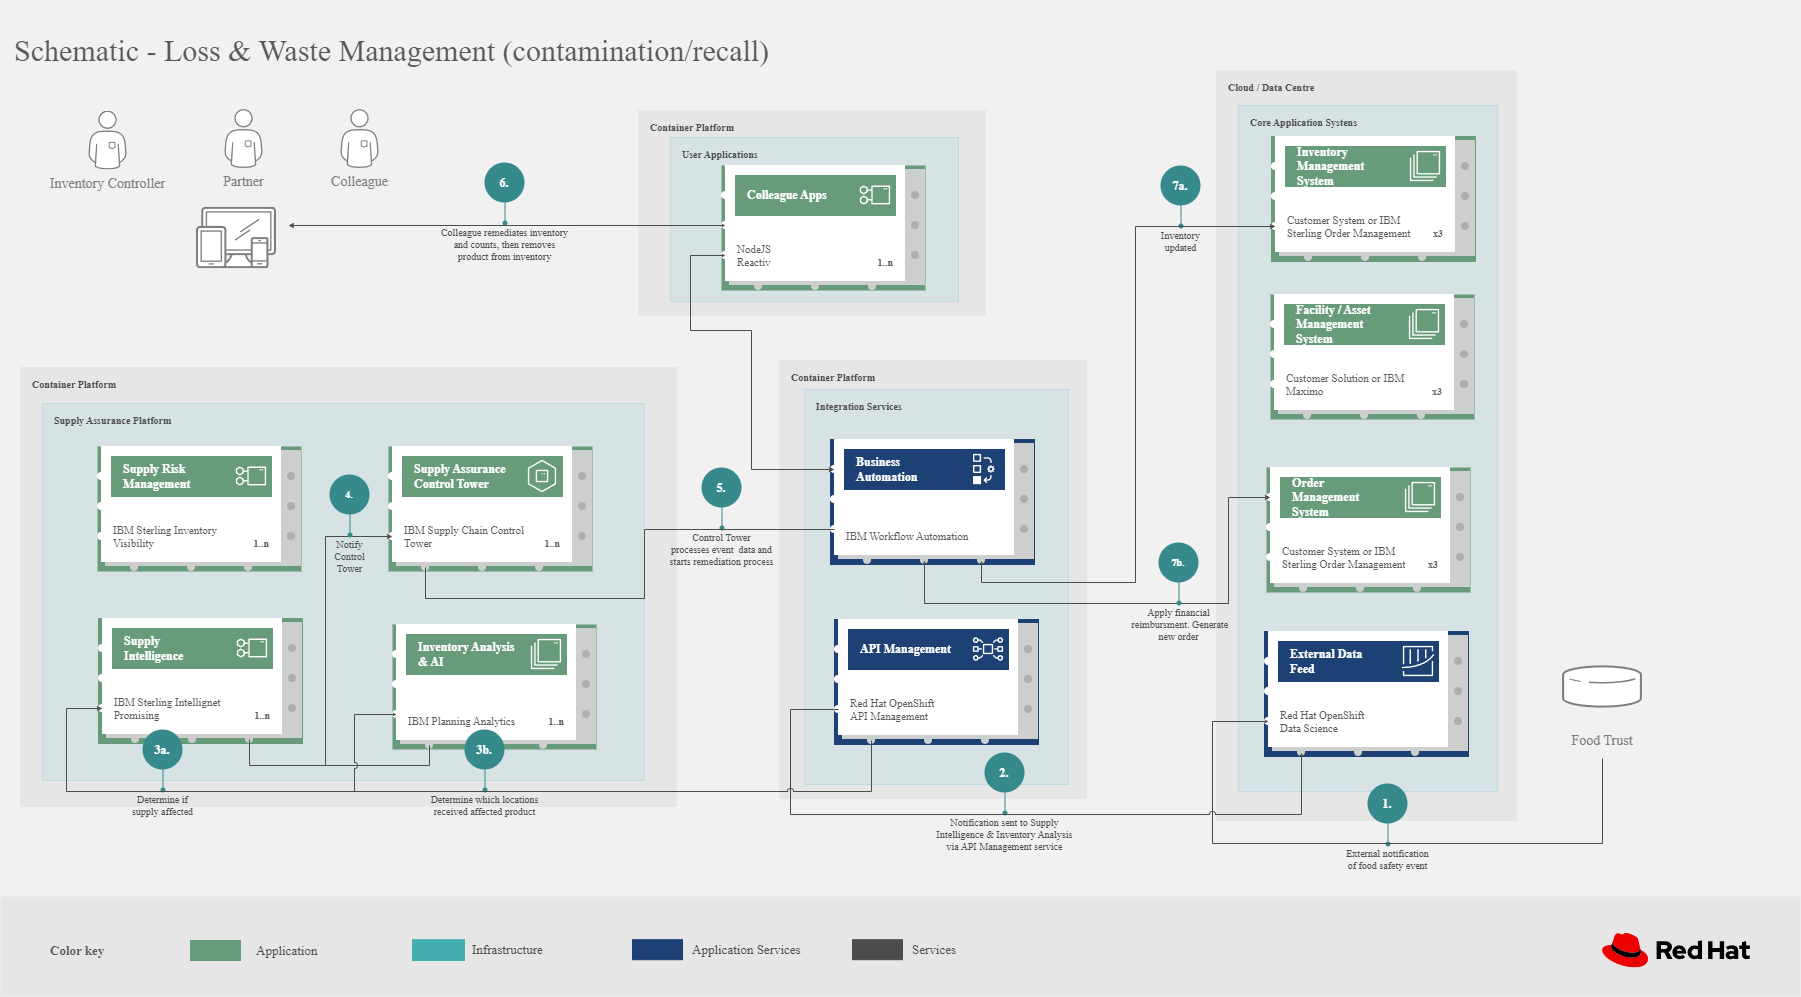 Schematic - Loss & Waste Management (contamination/recall)
Inventory Controller
Partner
Colleague
6.
Colleague remediates inventory
and counts, then removes
product from inventory
Container Platform
User Applications
Colleague Apps
NodeJS
Reactiv
1..n
7a.
Inventory
updated
Cloud / Data Centre
Core Application Systens
Inventory
Management
System
Customer System or IBM
Sterling Order Management
x3
Facility / Asset
Management
System
Customer Solution or IBM
Maximo
x3
Order
Management
System
Customer System or IBM
Sterling Order Management
x3
External Data
Feed
Red Hat OpenShift
Data Science
Container Platform
Supply Assurance Platform
Supply Risk
Management
IBM Sterling Inventory
Visibility
1..n
4.
Notify
Control
Tower
Supply Assurance
Control Tower
IBM Supply Chain Control
Tower
1..n
Supply
Intelligence
IBM Sterling Intellignet
Promising
1..n
Inventory Analysis
& AI
IBM Planning Analytics
1..n
3a.
Determine if
supply affected
3b.
Determine which locations
received affected product
5.
Control Tower
processes event data and
starts remediation process
Container Platform
Integration Services
Business
Automation
IBM Workflow Automation
API Management
Red Hat OpenShift
API Management
7b.
Apply financial
reimbursment. Generate
new order
2.
Notification sent to Supply
Intelligence & Inventory Analysis
via API Management service
1.
External notification
of food safety event
Food Trust
Color key
Application
Infrastructure
Application Services
Services
Red Hat